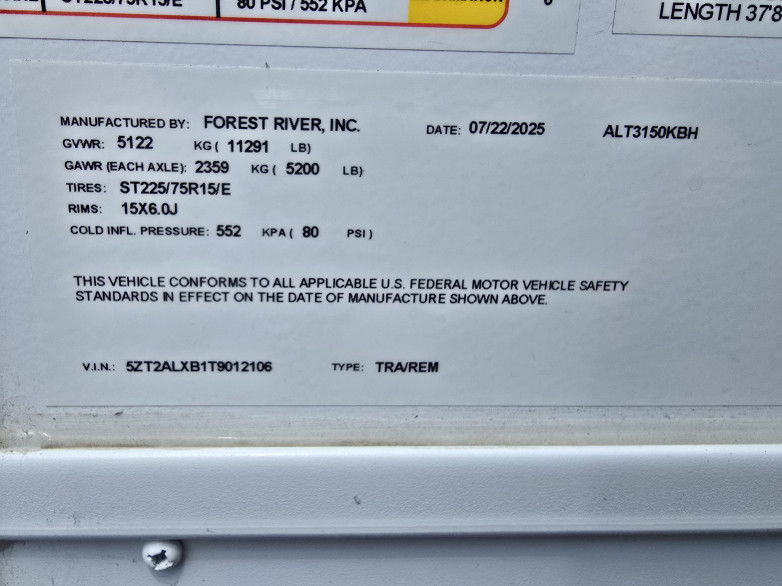 ST225/75R15/E
80 PSI / 552 KPA
LENGTH 37'8
MANUFACTURED BY: FOREST RIVER, INC.
DATE: 07/22/2025
ALT3150KBH
GVWR: 5122 KG ( 11291 LB)
GAWR (EACH AXLE): 2359 KG ( 5200 LB)
TIRES: ST225/75R15/E
RIMS: 15X6.0J
COLD INFL. PRESSURE: 552 KPA ( 80 PSI )
THIS VEHICLE CONFORMS TO ALL APPLICABLE U.S. FEDERAL MOTOR VEHICLE SAFETY
STANDARDS IN EFFECT ON THE DATE OF MANUFACTURE SHOWN ABOVE.
V.I.N.: 5ZT2ALXB1T9012106 TYPE: TRA/REM